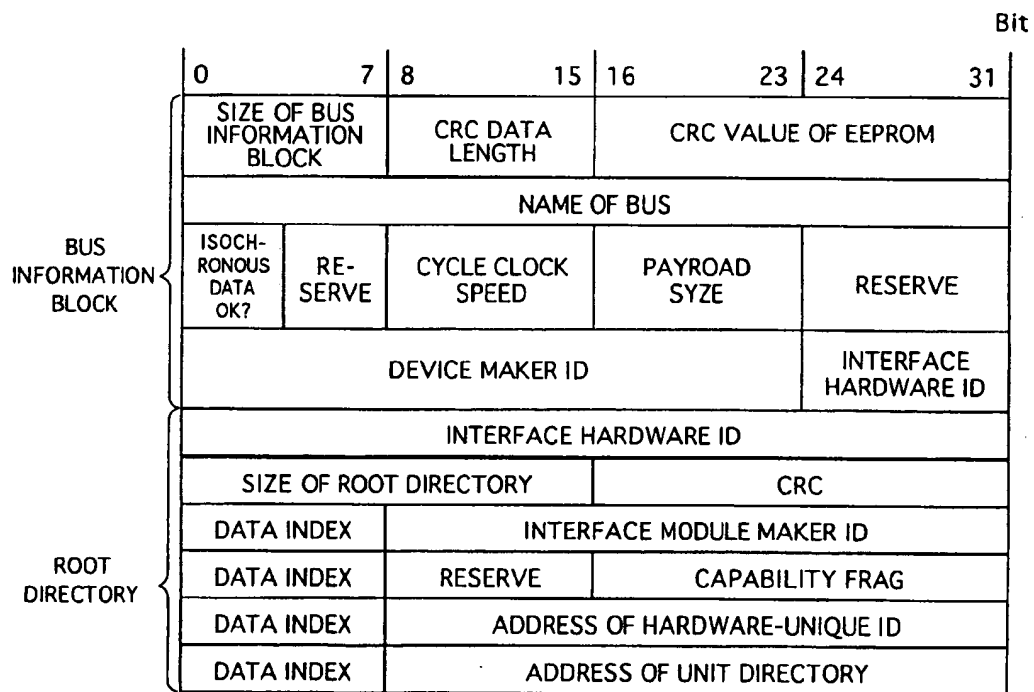 Bit
0 7 8 15 16 23 24 31
SIZE OF BUS
INFORMATION
BLOCK
CRC DATA
LENGTH
CRC VALUE OF EEPROM
NAME OF BUS
BUS
INFORMATION
BLOCK
ISOCH-
RONOUS
DATA
OK?
RE-
SERVE
CYCLE CLOCK
SPEED
PAYROAD
SYZE
RESERVE
DEVICE MAKER ID
INTERFACE
HARDWARE ID
INTERFACE HARDWARE ID
SIZE OF ROOT DIRECTORY
CRC
DATA INDEX
INTERFACE MODULE MAKER ID
ROOT
DIRECTORY
DATA INDEX
RESERVE
CAPABILITY FRAG
DATA INDEX
ADDRESS OF HARDWARE-UNIQUE ID
DATA INDEX
ADDRESS OF UNIT DIRECTORY